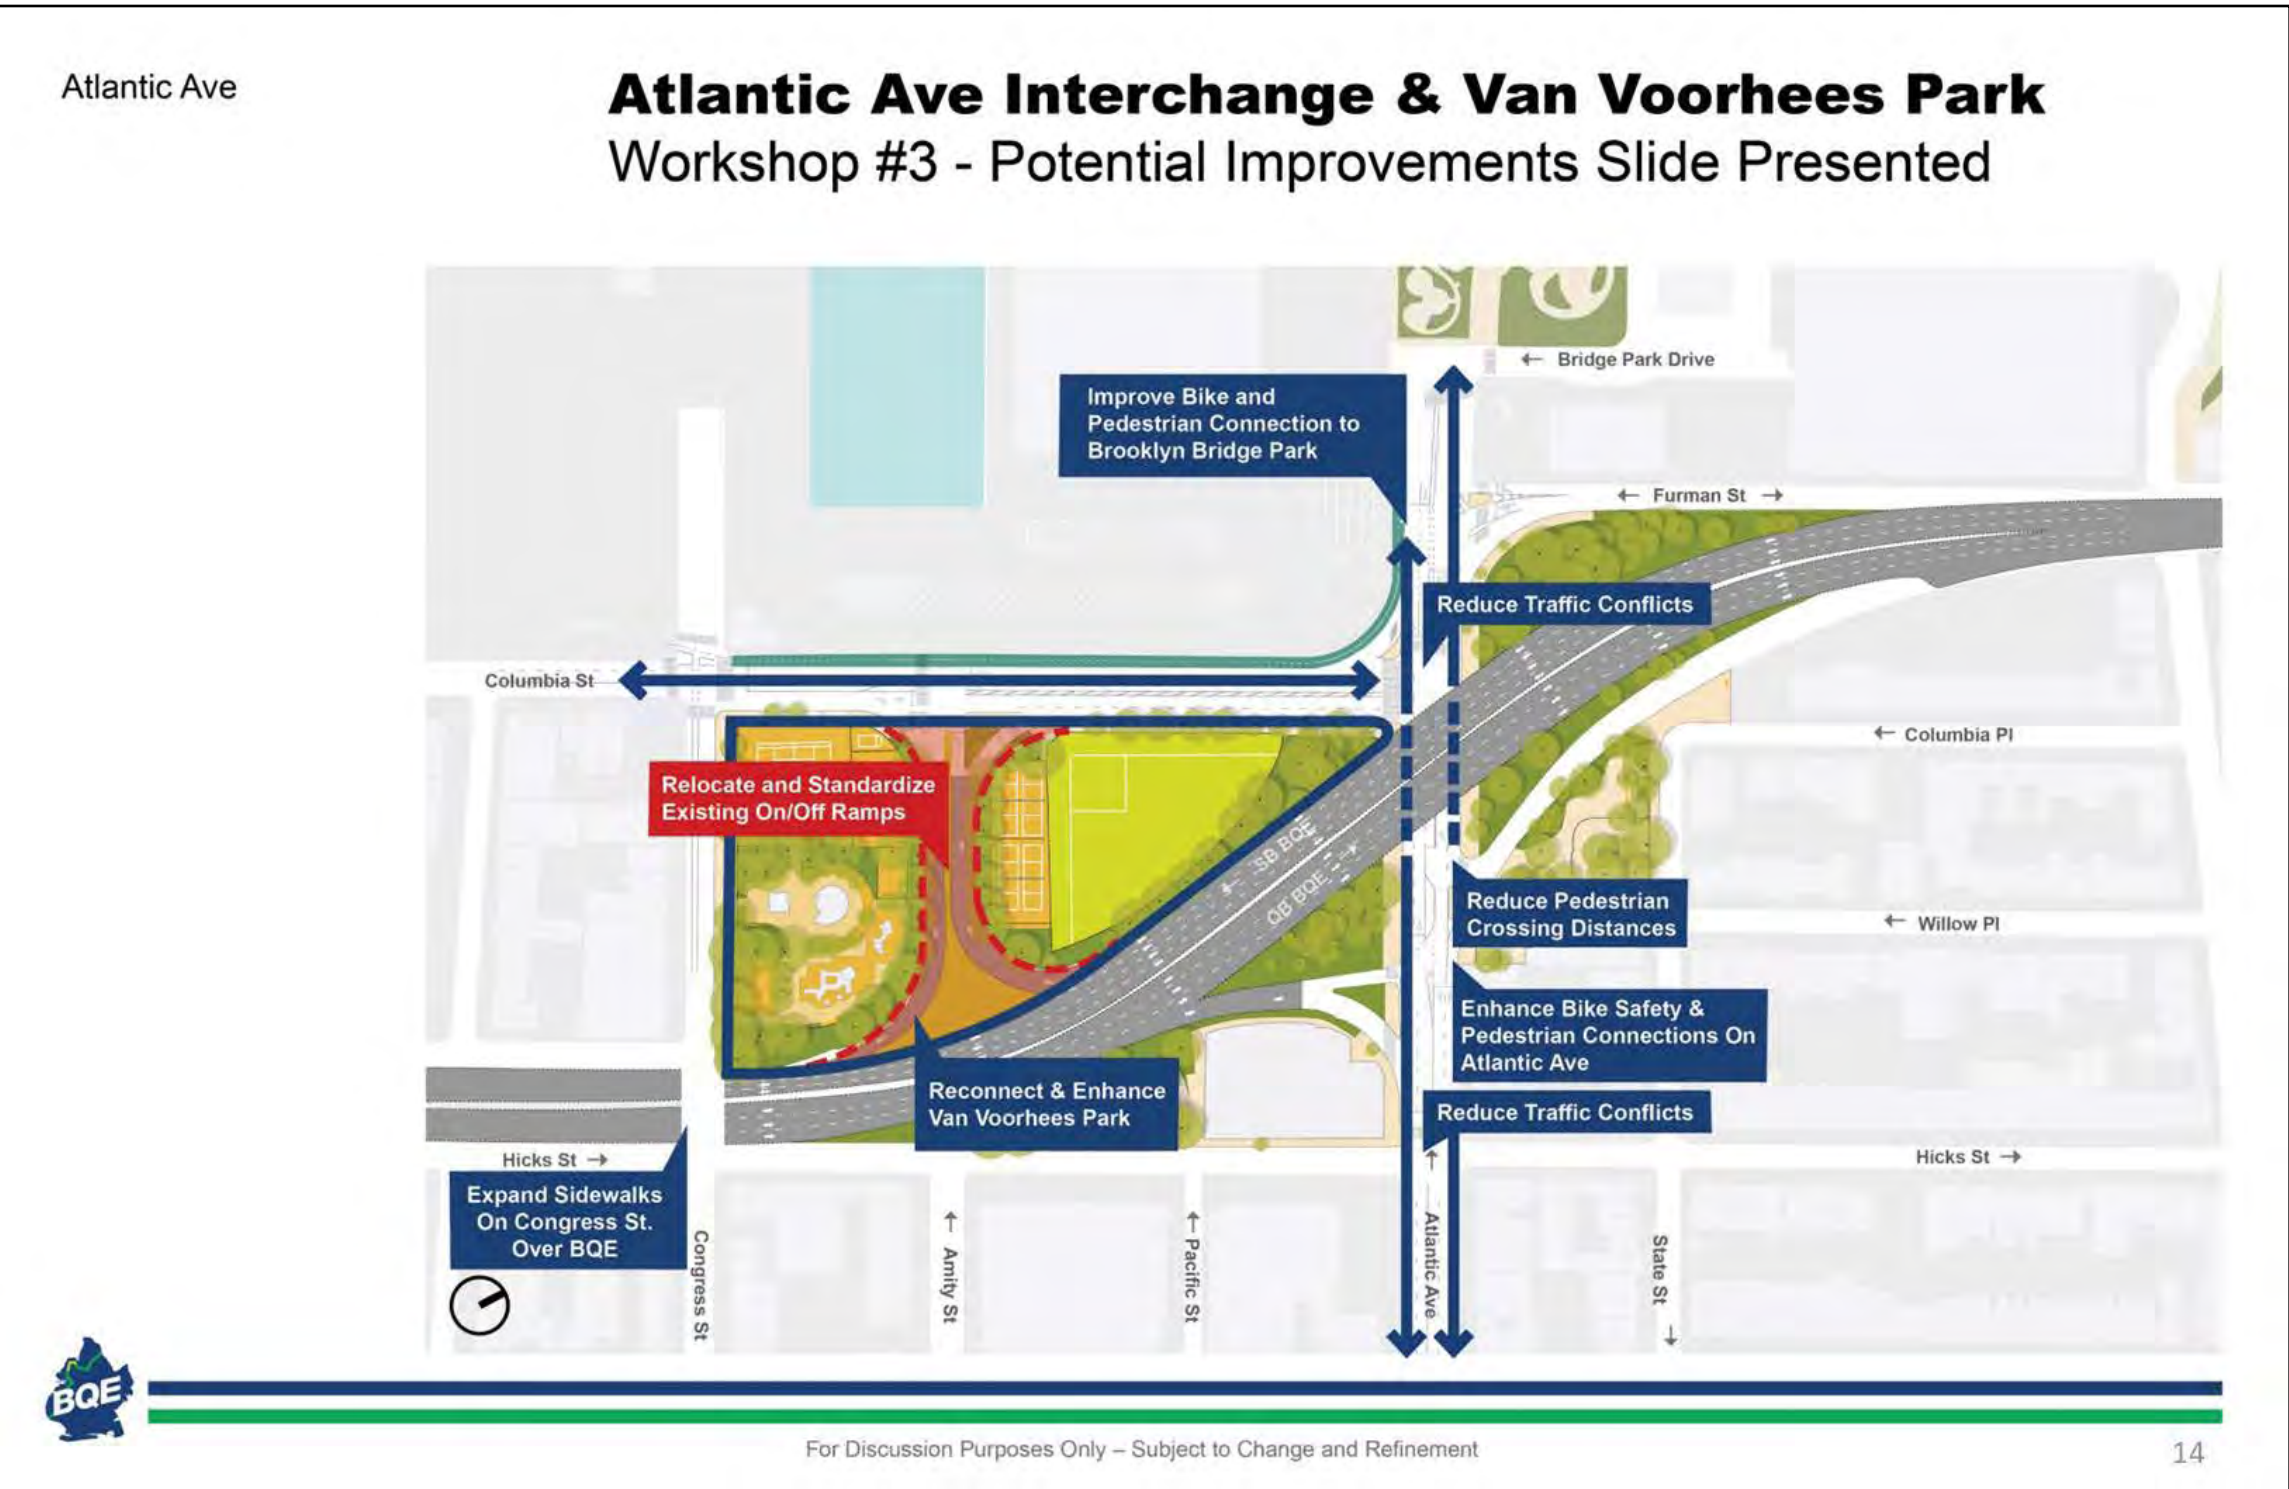 Atlantic Ave
Atlantic Ave Interchange & Van Voorhees Park
Workshop #3 - Potential Improvements Slide Presented
← Bridge Park Drive
Improve Bike and
Pedestrian Connection to
Brooklyn Bridge Park
← Furman St →
Reduce Traffic Conflicts
Columbia St
← Columbia Pl
Relocate and Standardize
Existing On/Off Ramps
← SB BQE
QB BQE →
Reduce Pedestrian
Crossing Distances
← Willow Pl
Enhance Bike Safety &
Pedestrian Connections On
Atlantic Ave
Reconnect & Enhance
Van Voorhees Park
Reduce Traffic Conflicts
Hicks St →
Hicks St →
Expand Sidewalks
On Congress St.
Over BQE
Congress St
← Amity St
← Pacific St
← Atlantic Ave
State St →
BQE
For Discussion Purposes Only – Subject to Change and Refinement
14